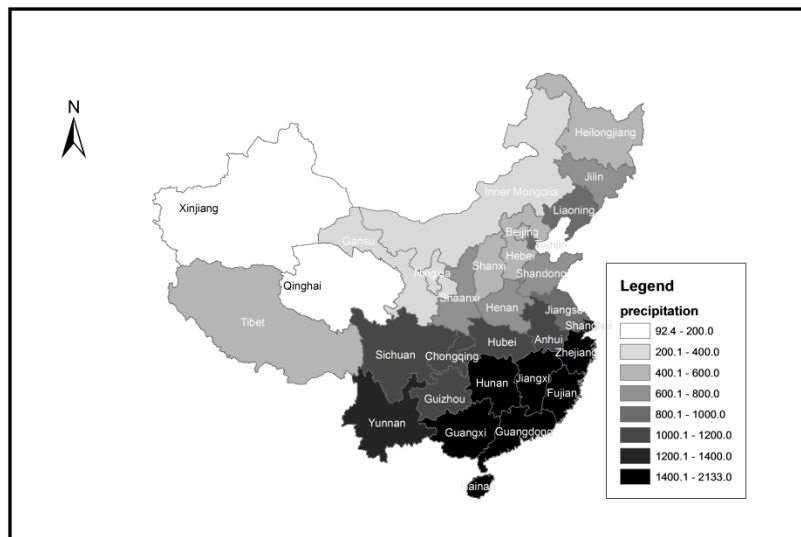 N
Heilongjiang
Jilin
Inner Mongolia
Liaoning
Xinjiang
Beijing
Tianjin
Gansu
Hebei
Ningxia
Shanxi
Shandong
Qinghai
Shaanxi
Henan
Jiangsu
Tibet
Shanghai
Anhui
Hubei
Zhejiang
Sichuan
Chongqing
Hunan
Jiangxi
Guizhou
Fujian
Yunnan
Guangxi
Guangdong
Hainan
Legend
precipitation
92.4 - 200.0
200.1 - 400.0
400.1 - 600.0
600.1 - 800.0
800.1 - 1000.0
1000.1 - 1200.0
1200.1 - 1400.0
1400.1 - 2133.0